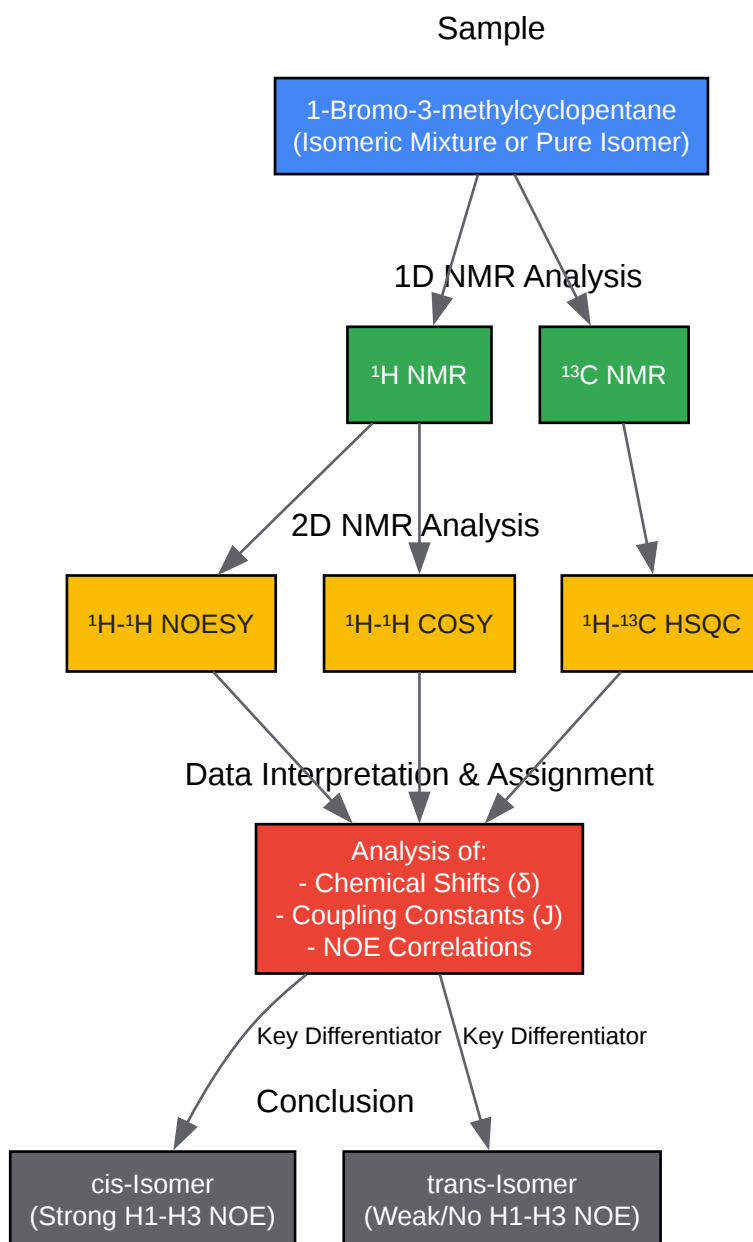 Sample
1-Bromo-3-methylcyclopentane
(Isomeric Mixture or Pure Isomer)
1D NMR Analysis
¹H NMR
¹³C NMR
2D NMR Analysis
¹H-¹H NOESY
¹H-¹H COSY
¹H-¹³C HSQC
Data Interpretation & Assignment
Analysis of:
- Chemical Shifts (δ)
- Coupling Constants (J)
- NOE Correlations
Key Differentiator
Key Differentiator
Conclusion
cis-Isomer
(Strong H1-H3 NOE)
trans-Isomer
(Weak/No H1-H3 NOE)